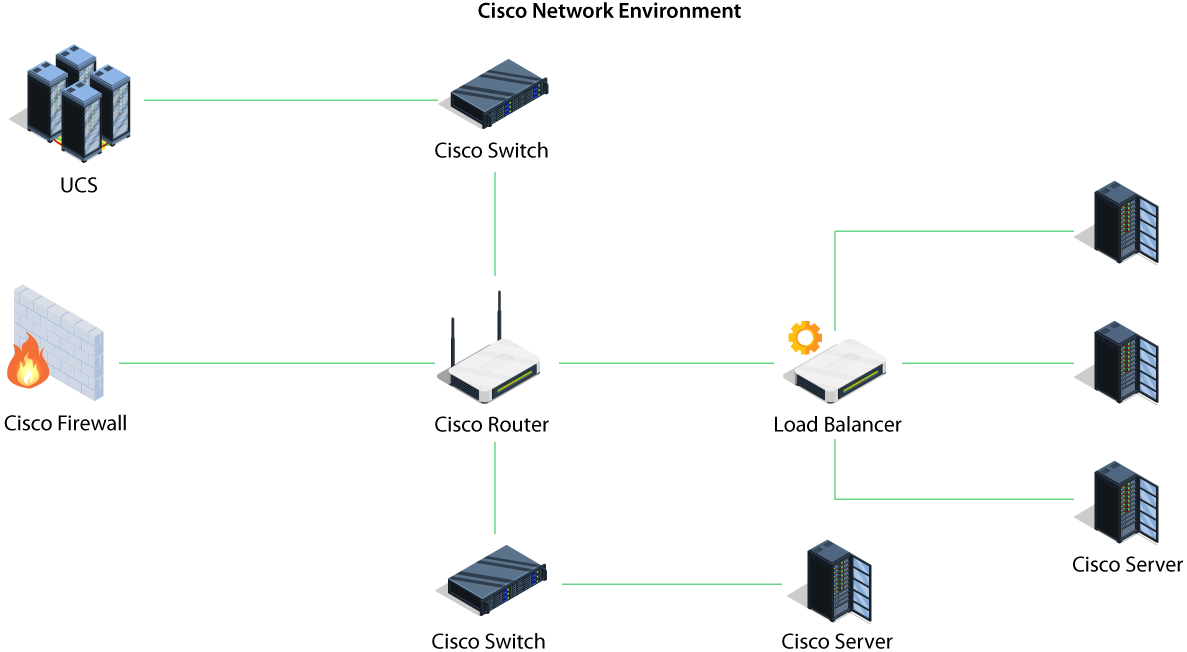 Cisco Network Environment
Cisco Switch
UCS
Cisco Firewall
Cisco Router
Load Balancer
Cisco Server
Cisco Switch
Cisco Server